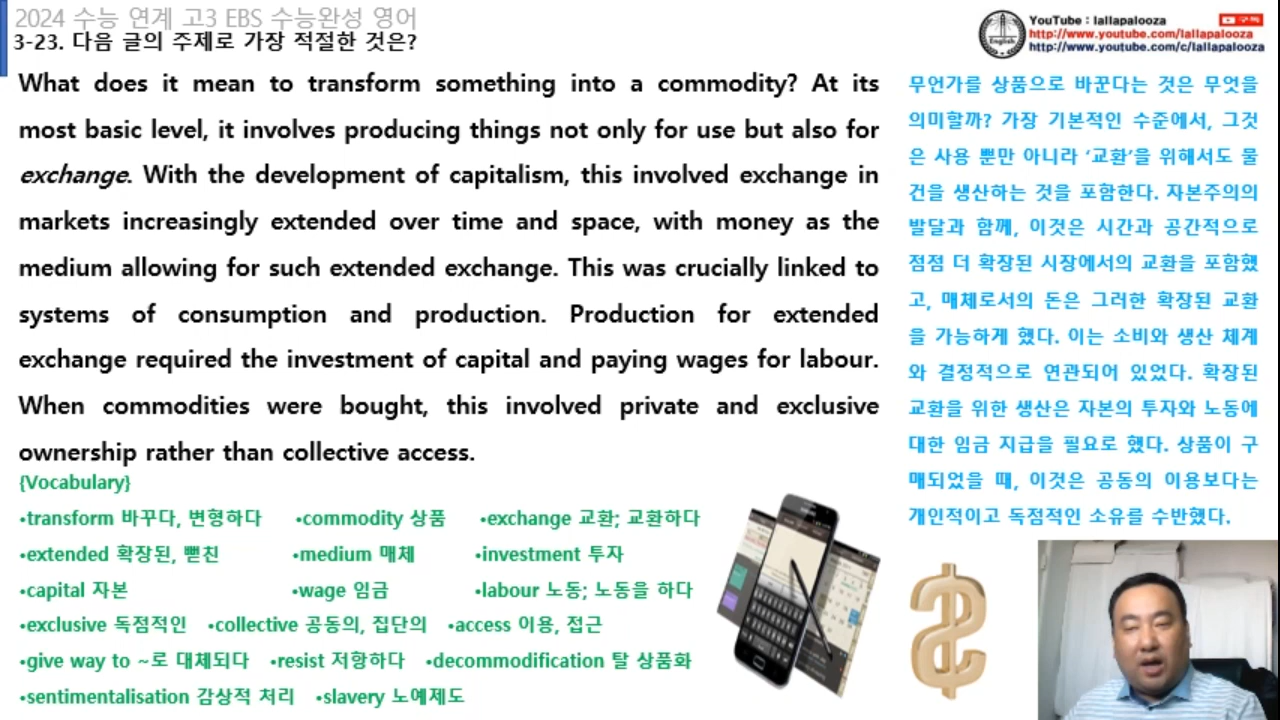 2024 수능 연계 고3 EBS 수능완성 영어
3-23. 다음 글의 주제로 가장 적절한 것은?
YouTube : lallapalooza
구독
http://www.youtube.com/lallapalooza
http://www.youtube.com/c/lallapalooza
English
What does it mean to transform something into a commodity? At its
most basic level, it involves producing things not only for use but also for
exchange. With the development of capitalism, this involved exchange in
markets increasingly extended over time and space, with money as the
medium allowing for such extended exchange. This was crucially linked to
systems of consumption and production. Production for extended
exchange required the investment of capital and paying wages for labour.
When commodities were bought, this involved private and exclusive
ownership rather than collective access.
{Vocabulary}
•transform 바꾸다, 변형하다 •commodity 상품 •exchange 교환; 교환하다
•extended 확장된, 뻗친 •medium 매체 •investment 투자
•capital 자본 •wage 임금 •labour 노동; 노동을 하다
•exclusive 독점적인 •collective 공동의, 집단의 •access 이용, 접근
•give way to ~로 대체되다 •resist 저항하다 •decommodification 탈 상품화
•sentimentalisation 감상적 처리 •slavery 노예제도
무언가를 상품으로 바꾼다는 것은 무엇을
의미할까? 가장 기본적인 수준에서, 그것
은 사용 뿐만 아니라 ‘교환’을 위해서도 물
건을 생산하는 것을 포함한다. 자본주의의
발달과 함께, 이것은 시간과 공간적으로
점점 더 확장된 시장에서의 교환을 포함했
고, 매체로서의 돈은 그러한 확장된 교환
을 가능하게 했다. 이는 소비와 생산 체계
와 결정적으로 연관되어 있었다. 확장된
교환을 위한 생산은 자본의 투자와 노동에
대한 임금 지급을 필요로 했다. 상품이 구
매되었을 때, 이것은 공동의 이용보다는
개인적이고 독점적인 소유를 수반했다.